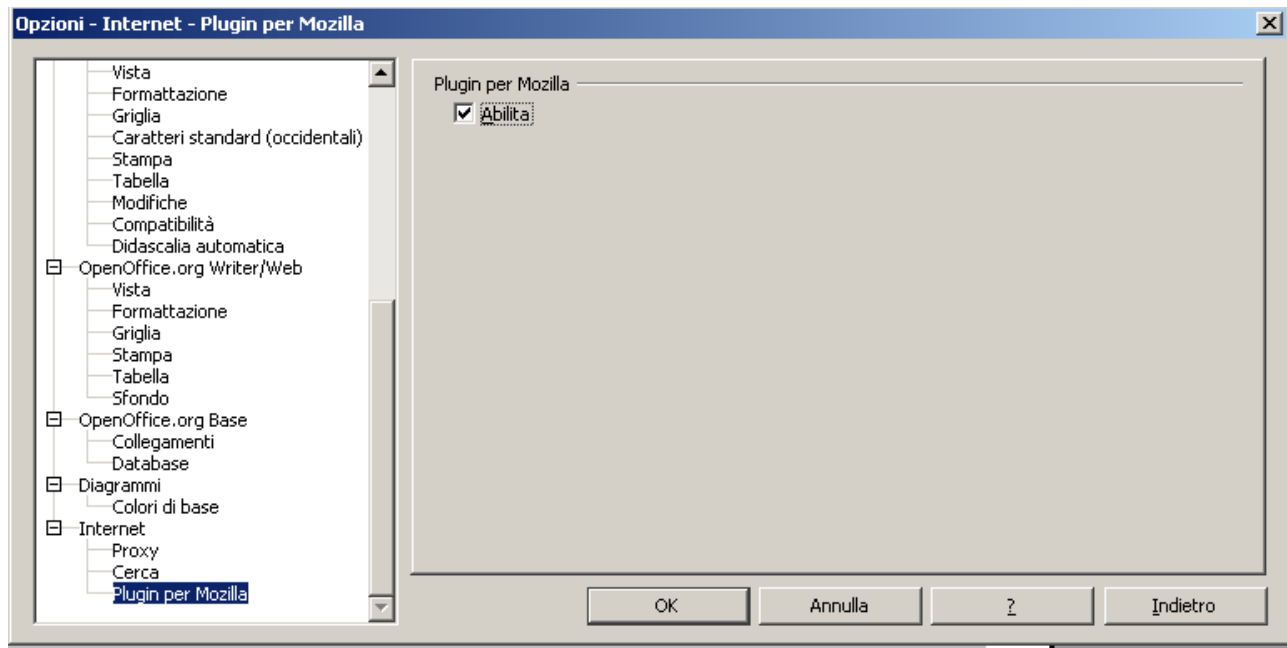 Opzioni - Internet - Plugin per Mozilla
Vista
Formattazione
Griglia
Caratteri standard (occidentali)
Stampa
Tabella
Modifiche
Compatibilità
Didascalia automatica
OpenOffice.org Writer/Web
Vista
Formattazione
Griglia
Stampa
Tabella
Sfondo
OpenOffice.org Base
Collegamenti
Database
Diagrammi
Colori di base
Internet
Proxy
Cerca
Plugin per Mozilla
Plugin per Mozilla
Abilita
OK
Annulla
?
Indietro